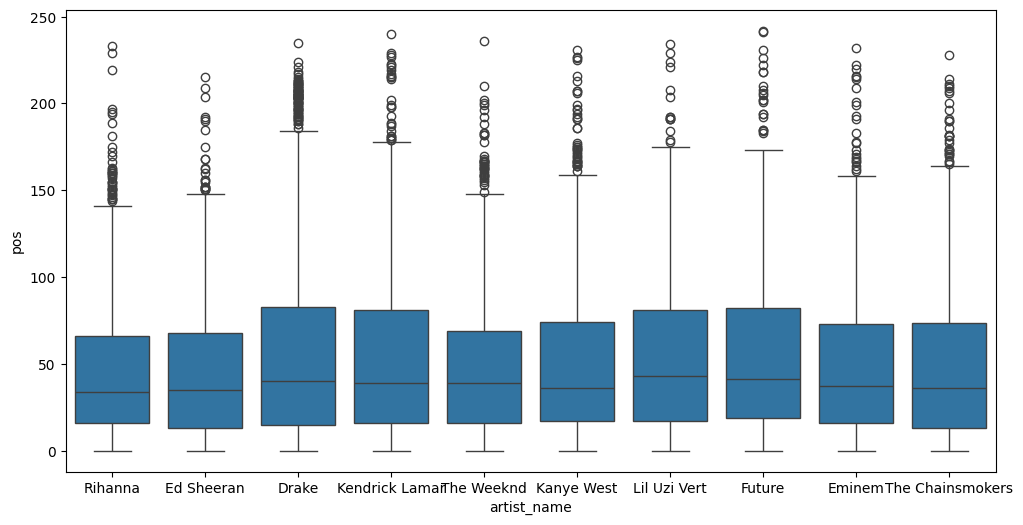 250
200
150
100
50
0
pos
Rihanna Ed Sheeran Drake Kendrick Lamar The Weeknd Kanye West Lil Uzi Vert Future Eminem The Chainsmokers
artist_name